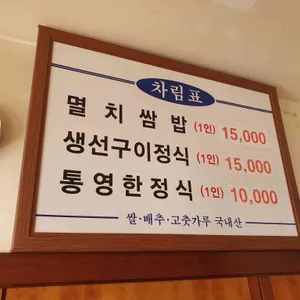 차림표
멸치쌈밥 (1인) 15,000
생선구이정식 (1인) 15,000
통영한정식 (1인) 10,000
쌀·배추·고춧가루 국내산